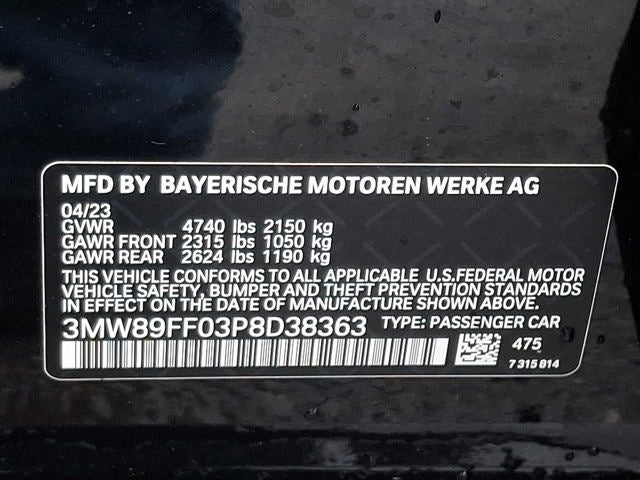 MFD BY BAYERISCHE MOTOREN WERKE AG
04/23
GVWR 4740 lbs 2150 kg
GAWR FRONT 2315 lbs 1050 kg
GAWR REAR 2624 lbs 1190 kg
THIS VEHICLE CONFORMS TO ALL APPLICABLE U.S.FEDERAL MOTOR
VEHICLE SAFETY, BUMPER AND THEFT PREVENTION STANDARDS
IN EFFECT ON THE DATE OF MANUFACTURE SHOWN ABOVE.
3MW89FF03P8D38363 TYPE: PASSENGER CAR
475
7 315 814